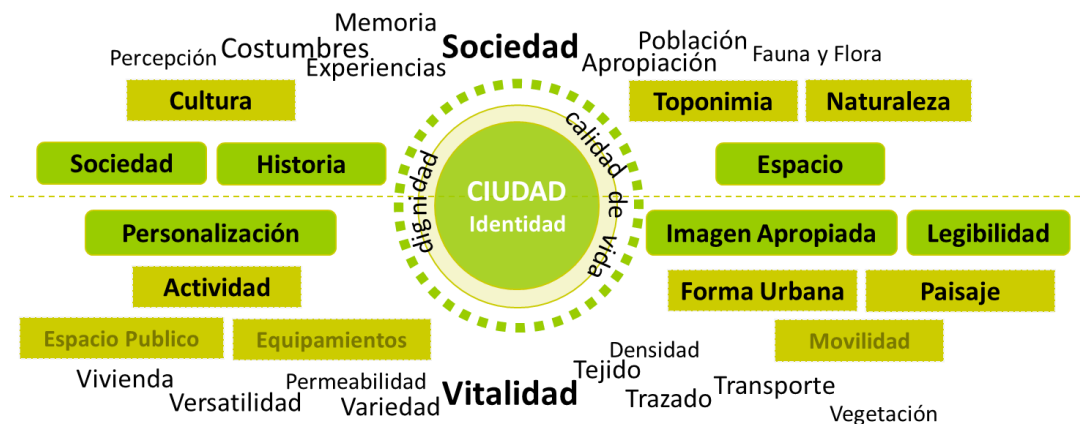 Memoria
Percepción
Costumbres
Experiencias
Sociedad
Población
Apropiación
Fauna y Flora
Cultura
Toponimia
Naturaleza
Sociedad
Historia
Espacio
dignidad
CIUDAD
Identidad
calidad de vida
Personalización
Imagen Apropiada
Legibilidad
Actividad
Forma Urbana
Paisaje
Espacio Publico
Equipamientos
Movilidad
Vivienda
Versatilidad
Permeabilidad
Variedad
Vitalidad
Densidad
Tejido
Trazado
Transporte
Vegetación